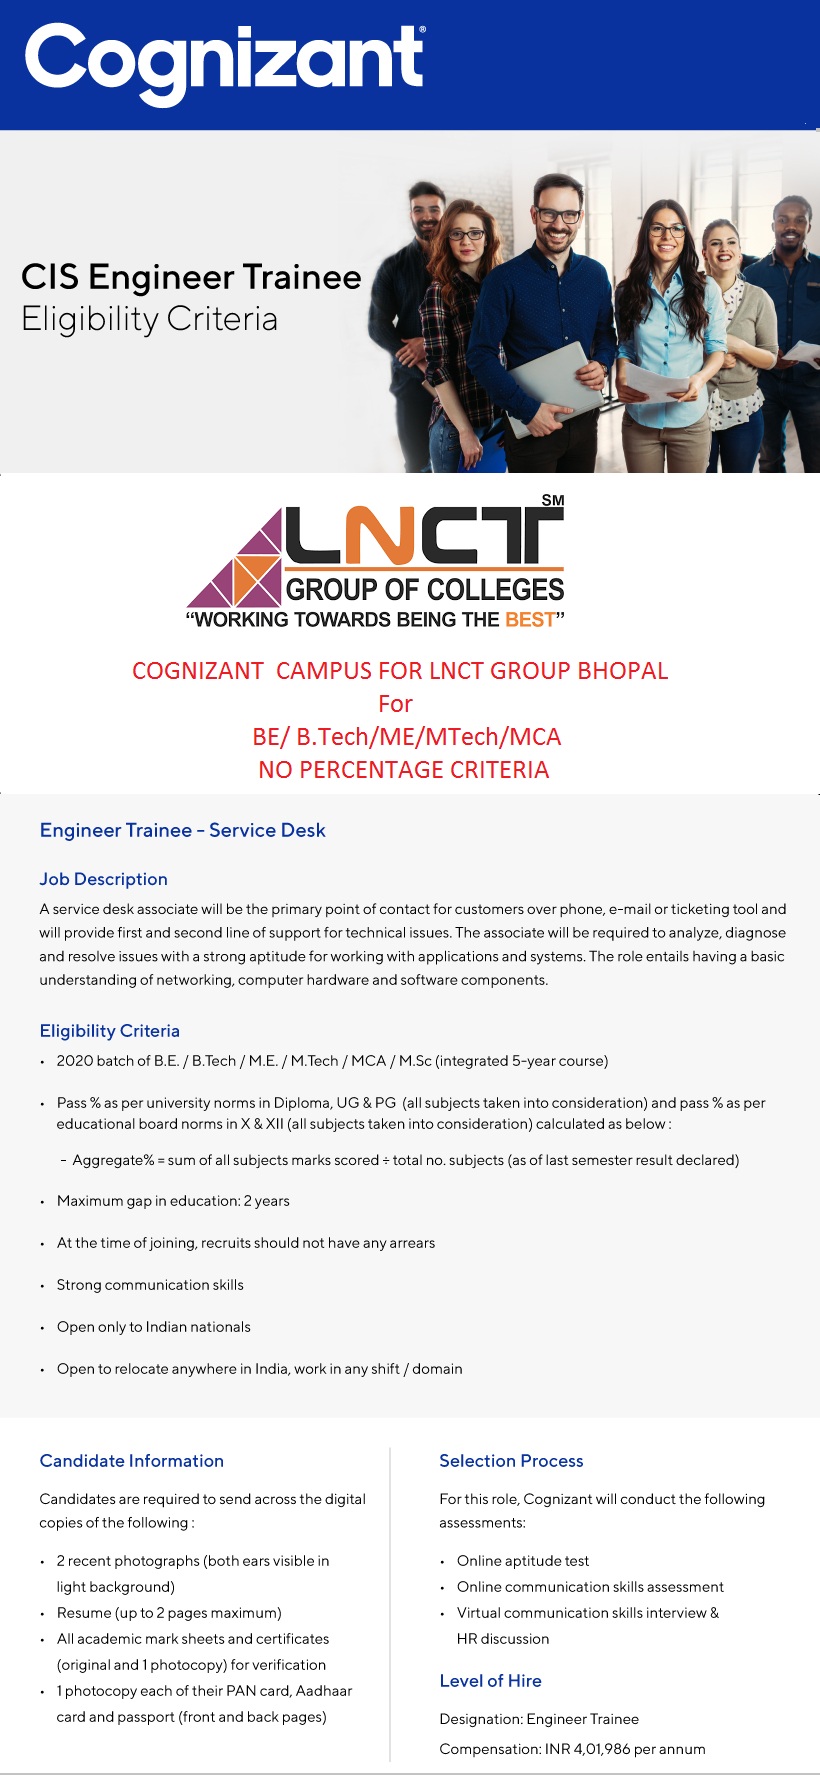 Cognizant®
CIS Engineer Trainee
Eligibility Criteria
LNCT SM
GROUP OF COLLEGES
“WORKING TOWARDS BEING THE BEST”
COGNIZANT CAMPUS FOR LNCT GROUP BHOPAL
For
BE/ B.Tech/ME/MTech/MCA
NO PERCENTAGE CRITERIA
Engineer Trainee - Service Desk
Job Description
A service desk associate will be the primary point of contact for customers over phone, e-mail or ticketing tool and
will provide first and second line of support for technical issues. The associate will be required to analyze, diagnose
and resolve issues with a strong aptitude for working with applications and systems. The role entails having a basic
understanding of networking, computer hardware and software components.
Eligibility Criteria
• 2020 batch of B.E. / B.Tech / M.E. / M.Tech / MCA / M.Sc (integrated 5-year course)
• Pass % as per university norms in Diploma, UG & PG (all subjects taken into consideration) and pass % as per
educational board norms in X & XII (all subjects taken into consideration) calculated as below :
- Aggregate% = sum of all subjects marks scored ÷ total no. subjects (as of last semester result declared)
• Maximum gap in education: 2 years
• At the time of joining, recruits should not have any arrears
• Strong communication skills
• Open only to Indian nationals
• Open to relocate anywhere in India, work in any shift / domain
Candidate Information
Candidates are required to send across the digital
copies of the following :
• 2 recent photographs (both ears visible in
light background)
• Resume (up to 2 pages maximum)
• All academic mark sheets and certificates
(original and 1 photocopy) for verification
• 1 photocopy each of their PAN card, Aadhaar
card and passport (front and back pages)
Selection Process
For this role, Cognizant will conduct the following
assessments:
• Online aptitude test
• Online communication skills assessment
• Virtual communication skills interview &
HR discussion
Level of Hire
Designation: Engineer Trainee
Compensation: INR 4,01,986 per annum